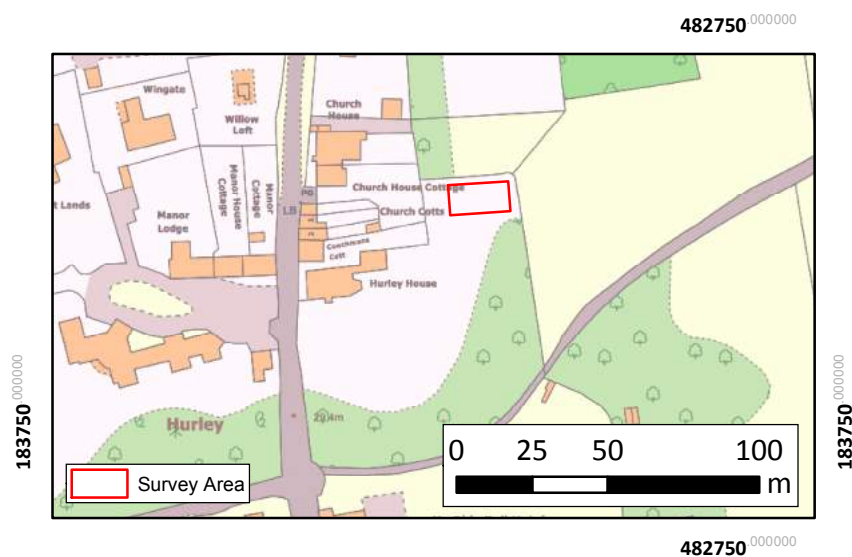 482750.000000
Wingate
Willow
Loft
Church
House
Manor House
Cottage
Manor
Cottage
PO
Church House Cottage
t Lands
LB
Church Cotts
Manor
Lodge
Coachmans
Cott
Hurley House
183750.000000
183750.000000
Hurley
29.4m
0 25 50 100
m
Survey Area
482750.000000